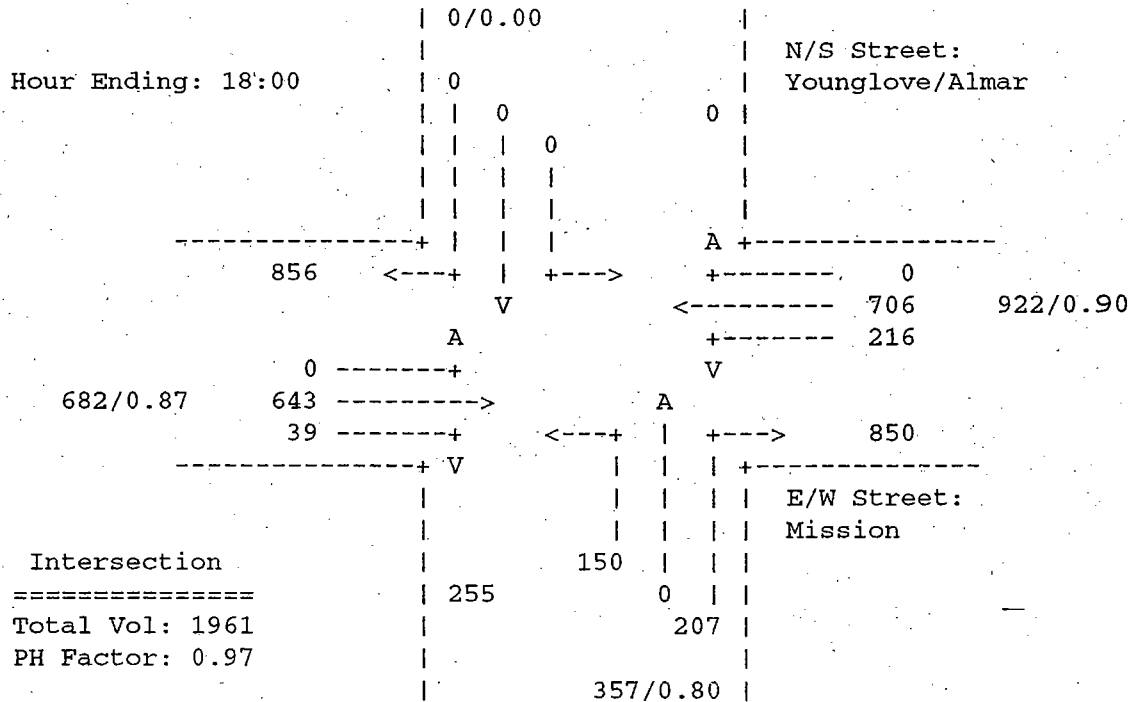 0/0.00
N/S Street:
Hour Ending: 18:00 0 Younglove/Almar
0 0
0
A
856 <---+ | +---> +------- 0
V <--------- 706 922/0.90
A +------- 216
0 -------+ V
682/0.87 643 ---------> A
39 -------+ <---+ | +---> 850
V
E/W Street:
Mission
Intersection 150
=============== 255 0
Total Vol: 1961 207
PH Factor: 0.97
357/0.80